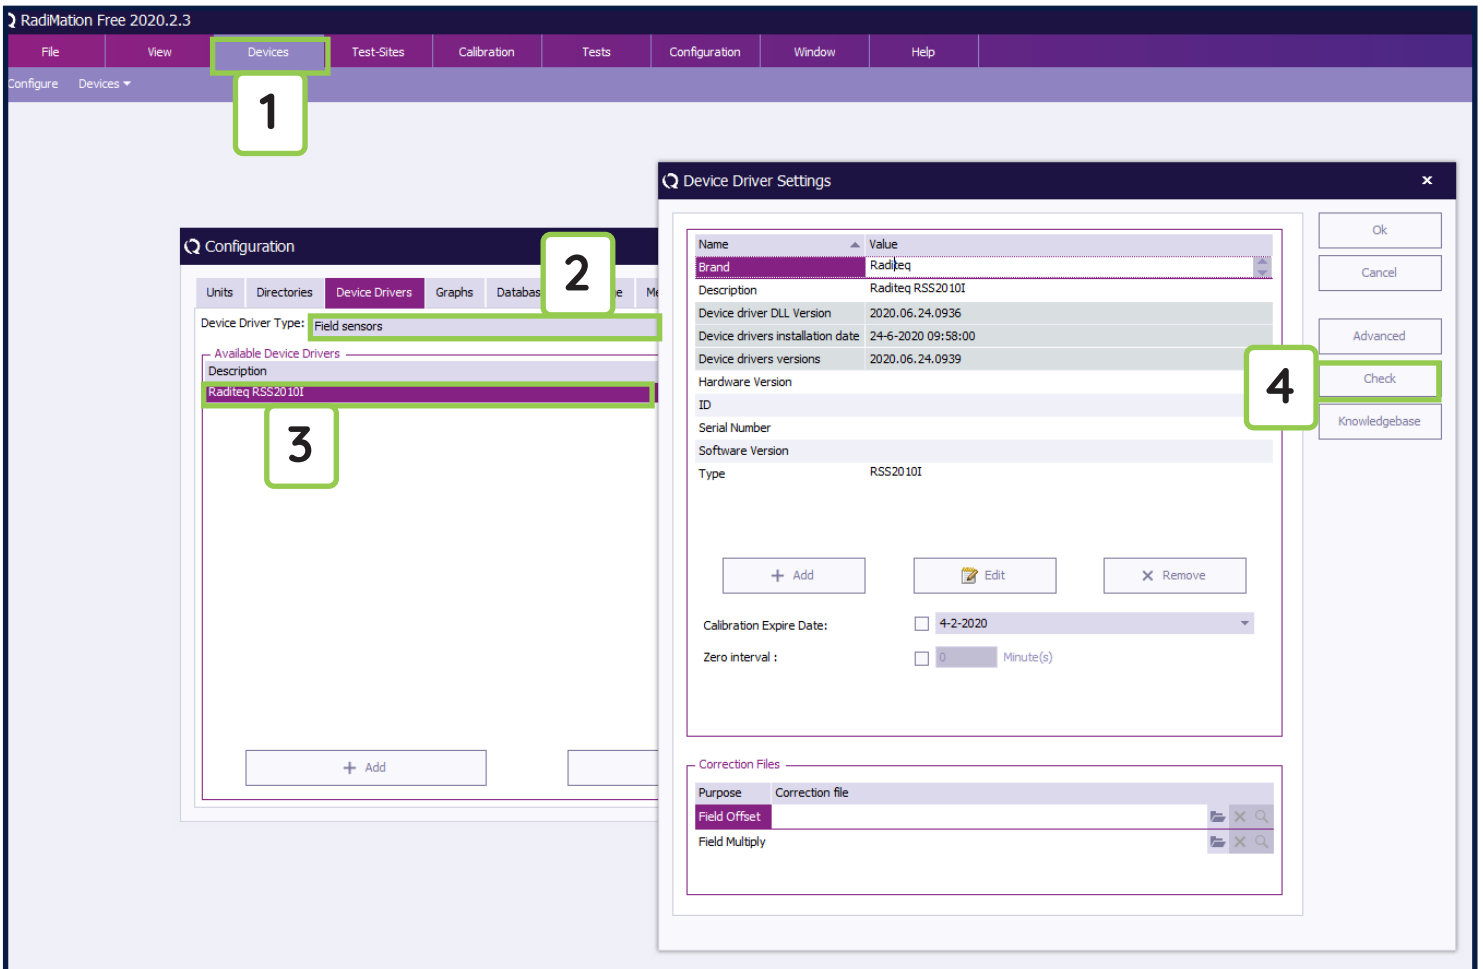 RadiMation Free 2020.2.3
File View Devices Test-Sites Calibration Tests Configuration Window Help
Configure Devices
1
Device Driver Settings
Configuration
2
Units Directories Device Drivers Graphs
Device Driver Type: Field sensors
Available Device Drivers
Description
Raditeq RSS2010I
3
Name Value
Brand Raditeq
Description Raditeq RSS2010I
Device driver DLL Version 2020.06.24.0936
Device drivers installation date 24-6-2020 09:58:00
Device drivers versions 2020.06.24.0939
Hardware Version
ID
Serial Number
Software Version
Type RSS2010I
+ Add Edit Remove
Calibration Expire Date: 4-2-2020
Zero interval : 0 Minute(s)
+ Add
Correction Files
Purpose Correction file
Field Offset
Field Multiply
Ok
Cancel
Advanced
4
Check
Knowledgebase